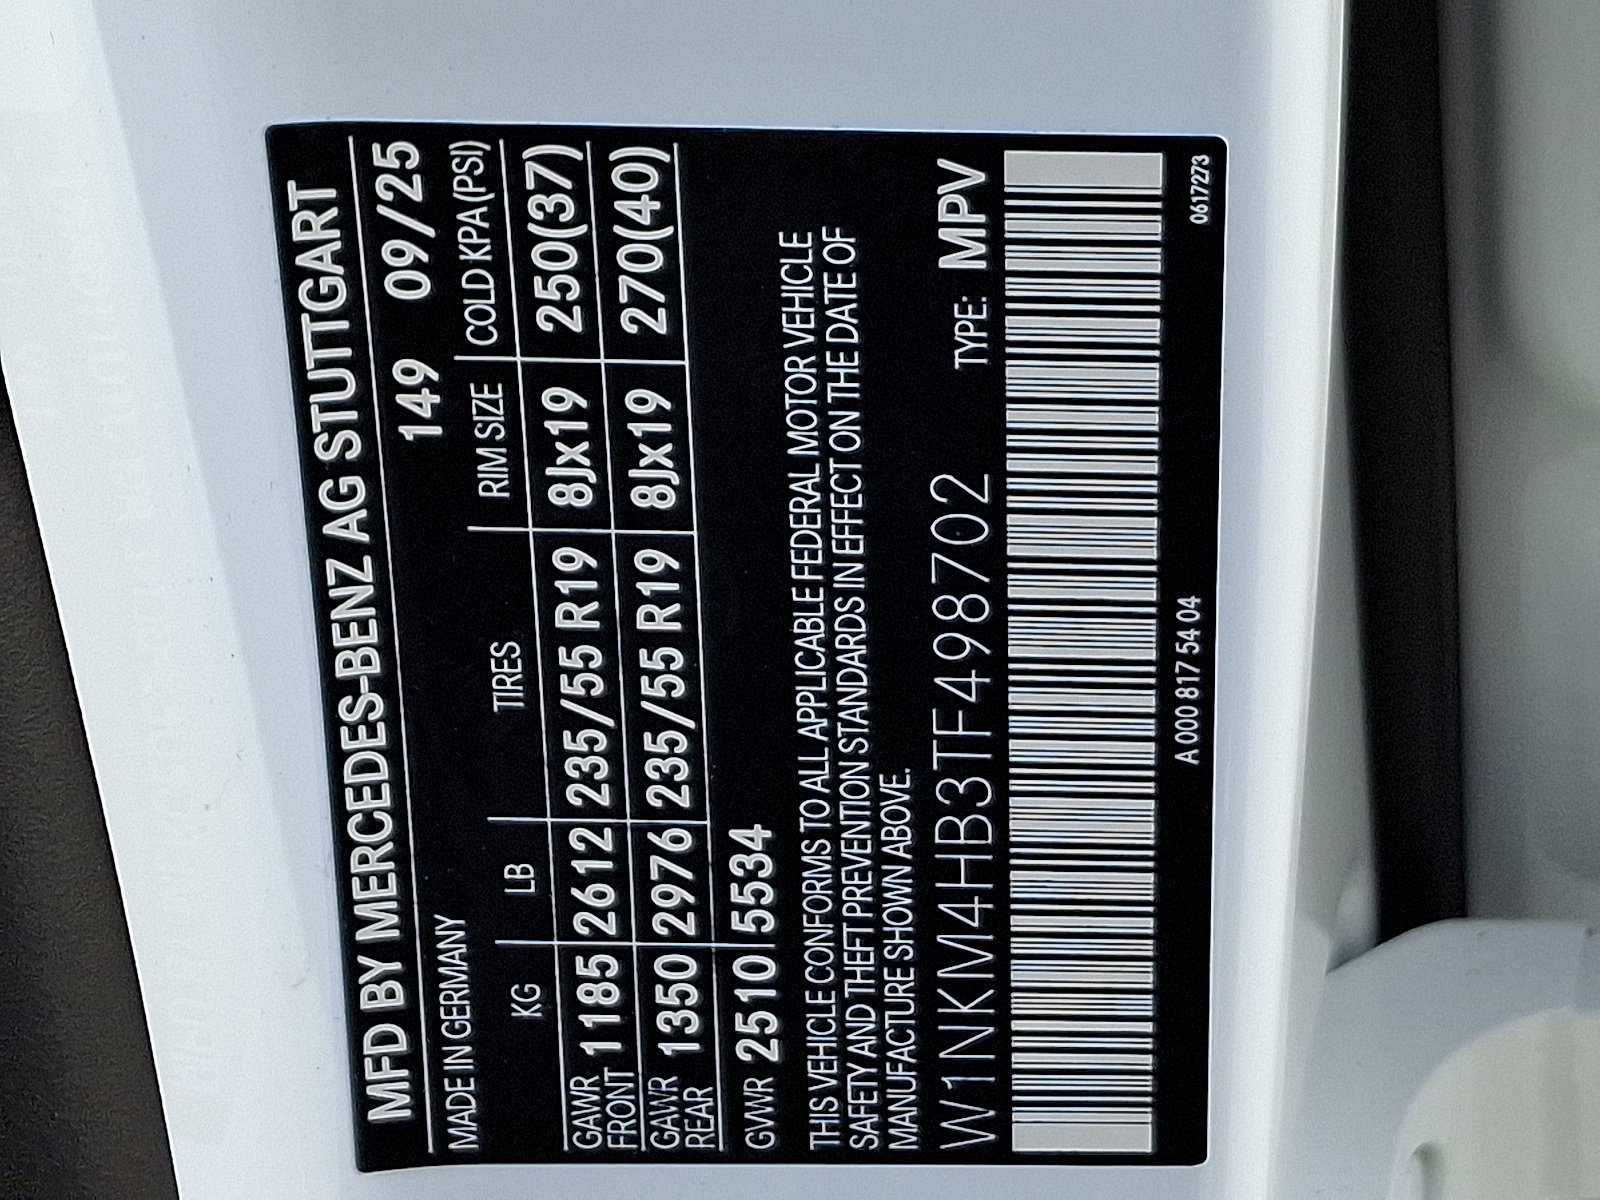 MFD BY MERCEDES-BENZ AG STUTTGART
MADE IN GERMANY 149 09/25
KG LB TIRES RIM SIZE COLD KPA(PSI)
GAWR FRONT 1185 2612 235/55 R19 8Jx19 250(37)
GAWR REAR 1350 2976 235/55 R19 8Jx19 270(40)
GVWR 2510 5534
THIS VEHICLE CONFORMS TO ALL APPLICABLE FEDERAL MOTOR VEHICLE
SAFETY AND THEFT PREVENTION STANDARDS IN EFFECT ON THE DATE OF
MANUFACTURE SHOWN ABOVE.
W1NKM4HB3TF498702 TYPE: MPV
A 000 817 54 04 0617273